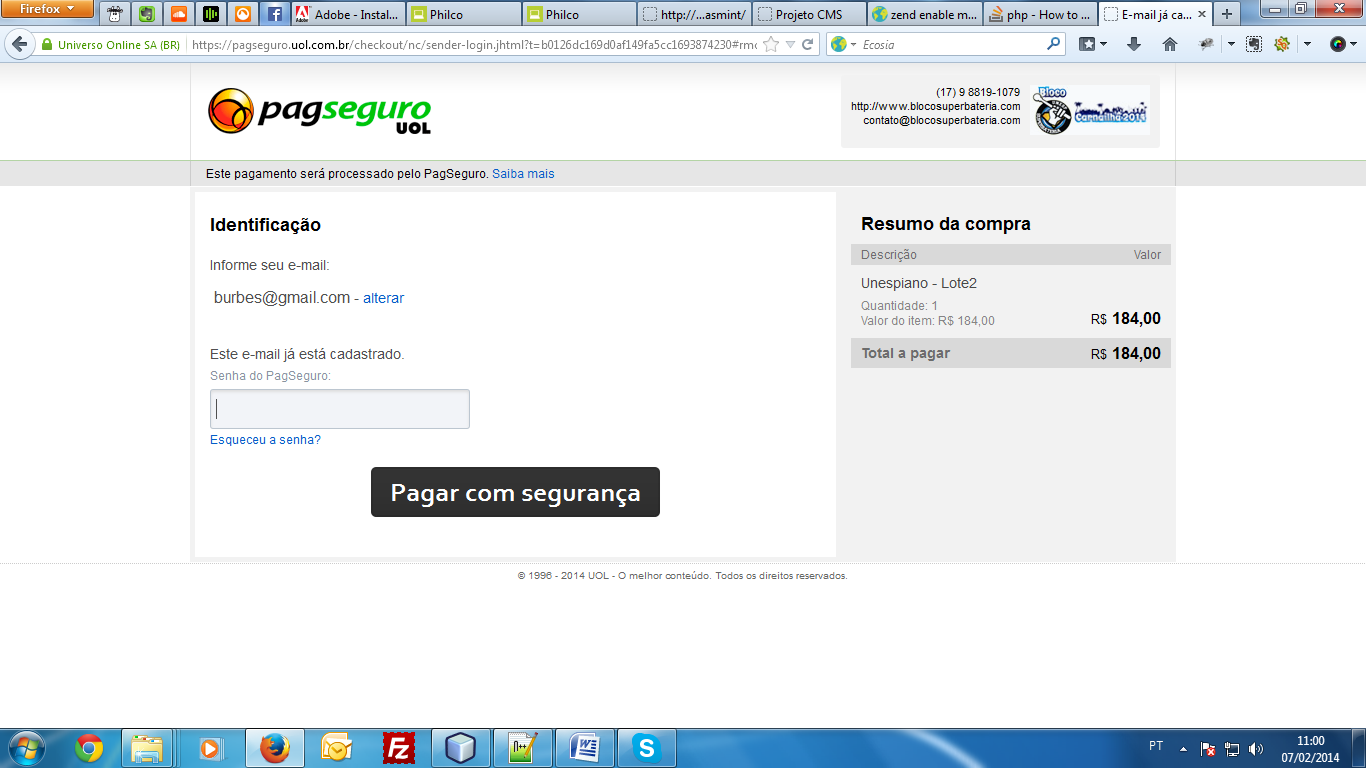 Firefox
Adobe - Instal...
Philco
Philco
http:/...asmint/
Projeto CMS
zend enable m...
php - How to ...
E-mail já ca...
Universo Online SA (BR)
https://pagseguro.uol.com.br/checkout/nc/sender-login.jhtml?t=b0126dc169d0af149fa5cc1693874230#rmc
Ecosia
pagseguro
UOL
(17) 9 8819-1079
http://www.blocosuperbateria.com
contato@blocosuperbateria.com
Bloco
Carnailha 2014
Este pagamento será processado pelo PagSeguro. Saiba mais
Identificação
Informe seu e-mail:
burbes@gmail.com - alterar
Este e-mail já está cadastrado.
Senha do PagSeguro:
Esqueceu a senha?
Pagar com segurança
Resumo da compra
Descrição Valor
Unespiano - Lote2
Quantidade: 1
Valor do item: R$ 184,00
R$ 184,00
Total a pagar R$ 184,00
© 1996 - 2014 UOL - O melhor conteúdo. Todos os direitos reservados.
PT
11:00
07/02/2014